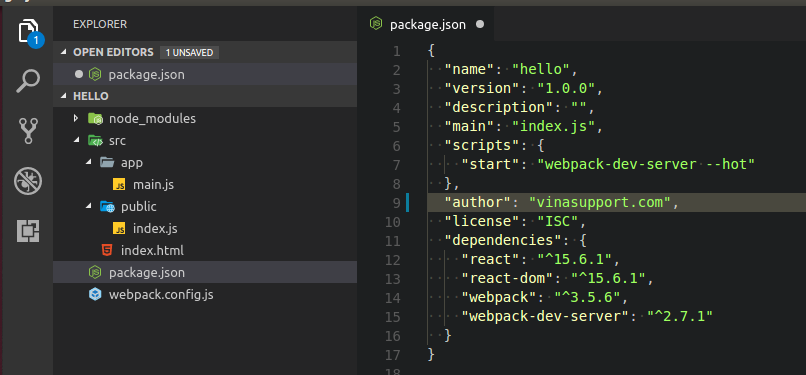 EXPLORER
OPEN EDITORS 1 UNSAVED
package.json
HELLO
node_modules
src
app
JS main.js
public
JS index.js
index.html
package.json
webpack.config.js
1
package.json
1 {
2 "name": "hello",
3 "version": "1.0.0",
4 "description": "",
5 "main": "index.js",
6 "scripts": {
7 "start": "webpack-dev-server --hot"
8 },
9 "author": "vinasupport.com",
10 "license": "ISC",
11 "dependencies": {
12 "react": "^15.6.1",
13 "react-dom": "^15.6.1",
14 "webpack": "^3.5.6",
15 "webpack-dev-server": "^2.7.1"
16 }
17 }
18